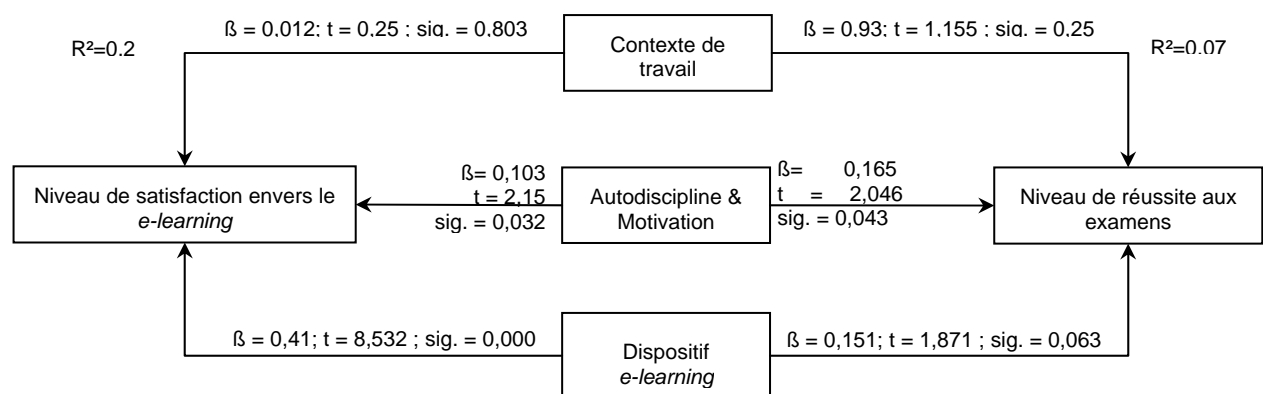 ß = 0,012; t = 0,25 ; sig. = 0,803
Contexte de
travail
ß = 0,93; t = 1,155 ; sig. = 0,25
R²=0,2
R²=0,07
Niveau de satisfaction envers le
e-learning
ß= 0,103
t = 2,15
sig. = 0,032
Autodiscipline &
Motivation
ß= 0,165
t = 2,046
sig. = 0,043
Niveau de réussite aux
examens
ß = 0,41; t = 8,532 ; sig. = 0,000
Dispositif
e-learning
ß = 0,151; t = 1,871 ; sig. = 0,063